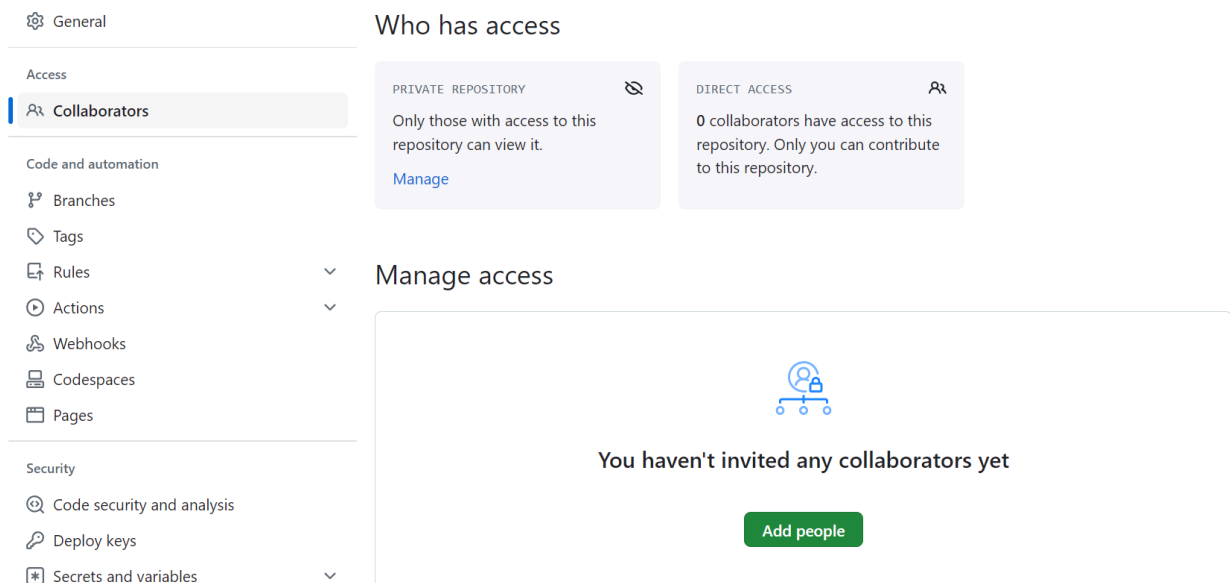 General
Access
Collaborators
Code and automation
Branches
Tags
Rules
Actions
Webhooks
Codespaces
Pages
Security
Code security and analysis
Deploy keys
Secrets and variables
Who has access
PRIVATE REPOSITORY
Only those with access to this
repository can view it.
Manage
DIRECT ACCESS
0 collaborators have access to this
repository. Only you can contribute
to this repository.
Manage access
You haven't invited any collaborators yet
Add people